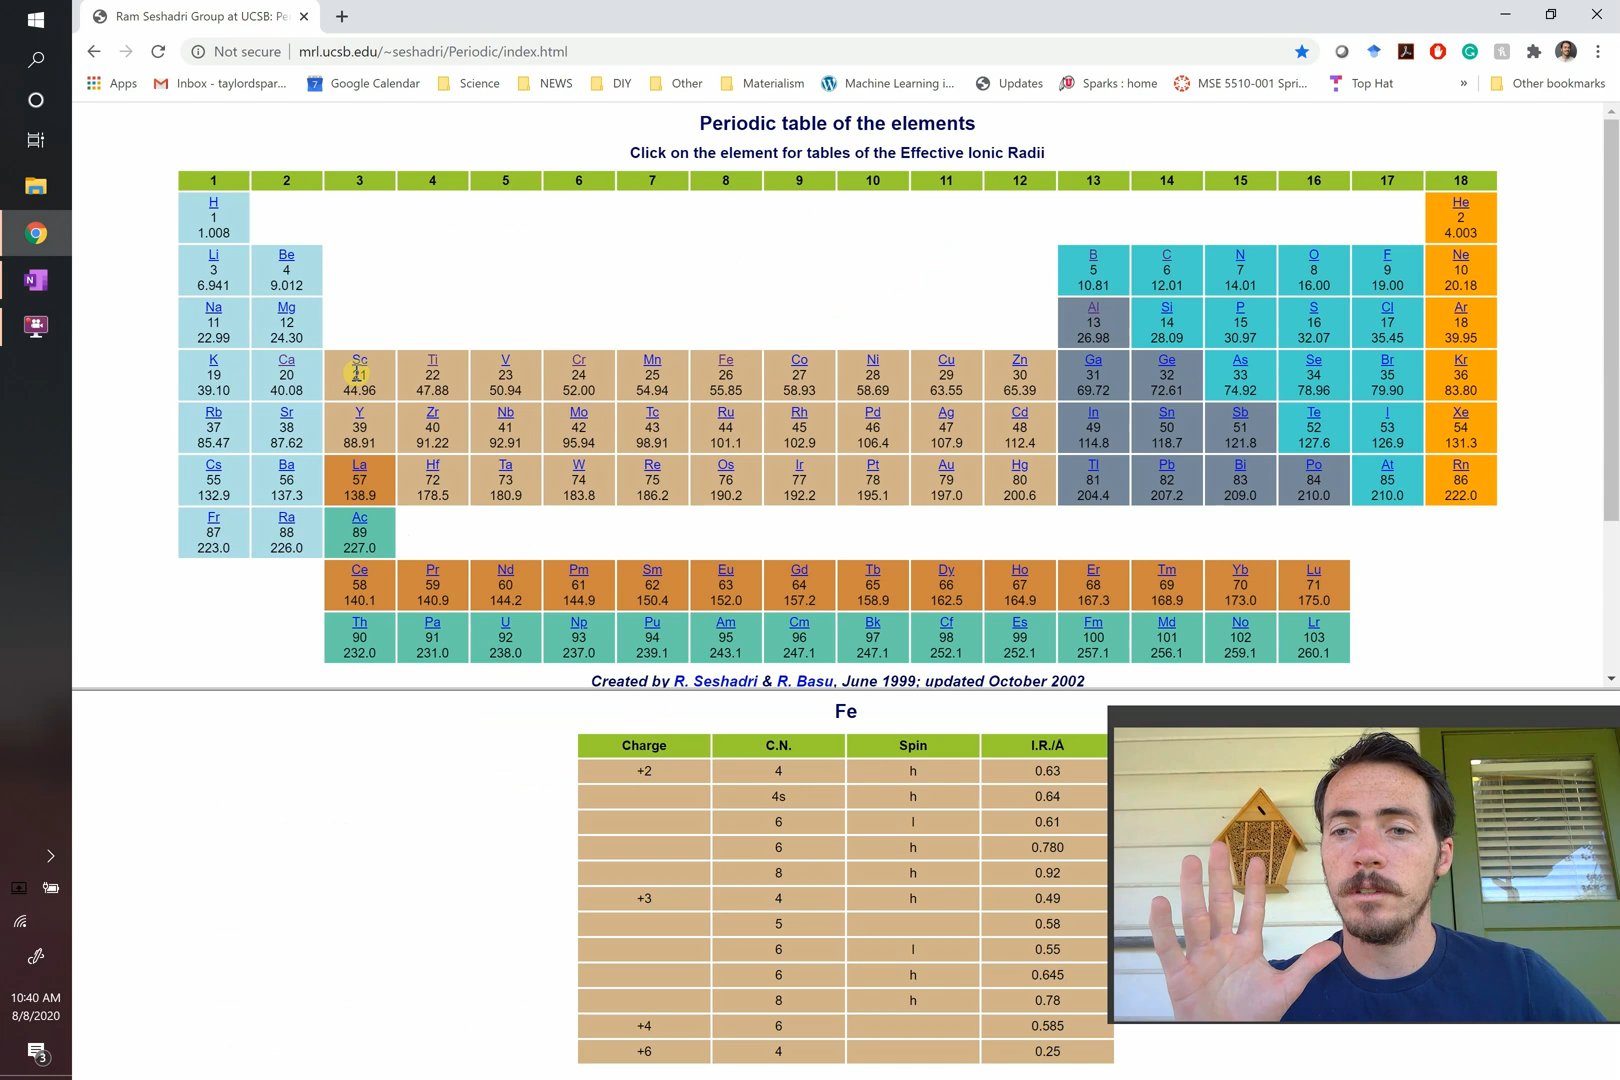 Ram Seshadri Group at UCSB: Pe
Not secure | mrl.ucsb.edu/~seshadri/Periodic/index.html
Apps Inbox - taylordspar... 7 Google Calendar Science NEWS DIY Other Materialism Machine Learning i... Updates Sparks : home MSE 5510-001 Spri... Top Hat » Other bookmarks
Periodic table of the elements
Click on the element for tables of the Effective Ionic Radii
1 2 3 4 5 6 7 8 9 10 11 12 13 14 15 16 17 18
H He
1 2
1.008 4.003
Li Be B C N O F Ne
3 4 5 6 7 8 9 10
6.941 9.012 10.81 12.01 14.01 16.00 19.00 20.18
Na Mg Al Si P S Cl Ar
11 12 13 14 15 16 17 18
22.99 24.30 26.98 28.09 30.97 32.07 35.45 39.95
K Ca Sc Ti V Cr Mn Fe Co Ni Cu Zn Ga Ge As Se Br Kr
19 20 21 22 23 24 25 26 27 28 29 30 31 32 33 34 35 36
39.10 40.08 44.96 47.88 50.94 52.00 54.94 55.85 58.93 58.69 63.55 65.39 69.72 72.61 74.92 78.96 79.90 83.80
Rb Sr Y Zr Nb Mo Tc Ru Rh Pd Ag Cd In Sn Sb Te I Xe
37 38 39 40 41 42 43 44 45 46 47 48 49 50 51 52 53 54
85.47 87.62 88.91 91.22 92.91 95.94 98.91 101.1 102.9 106.4 107.9 112.4 114.8 118.7 121.8 127.6 126.9 131.3
Cs Ba La Hf Ta W Re Os Ir Pt Au Hg Tl Pb Bi Po At Rn
55 56 57 72 73 74 75 76 77 78 79 80 81 82 83 84 85 86
132.9 137.3 138.9 178.5 180.9 183.8 186.2 190.2 192.2 195.1 197.0 200.6 204.4 207.2 209.0 210.0 210.0 222.0
Fr Ra Ac
87 88 89
223.0 226.0 227.0
Ce Pr Nd Pm Sm Eu Gd Tb Dy Ho Er Tm Yb Lu
58 59 60 61 62 63 64 65 66 67 68 69 70 71
140.1 140.9 144.2 144.9 150.4 152.0 157.2 158.9 162.5 164.9 167.3 168.9 173.0 175.0
Th Pa U Np Pu Am Cm Bk Cf Es Fm Md No Lr
90 91 92 93 94 95 96 97 98 99 100 101 102 103
232.0 231.0 238.0 237.0 239.1 243.1 247.1 247.1 252.1 252.1 257.1 256.1 259.1 260.1
Created by R. Seshadri & R. Basu, June 1999; updated October 2002
Fe
Charge C.N. Spin I.R./Å
+2 4 h 0.63
4s h 0.64
6 l 0.61
6 h 0.780
8 h 0.92
+3 4 h 0.49
5 0.58
6 l 0.55
6 h 0.645
8 h 0.78
+4 6 0.585
+6 4 0.25
10:40 AM
8/8/2020
3